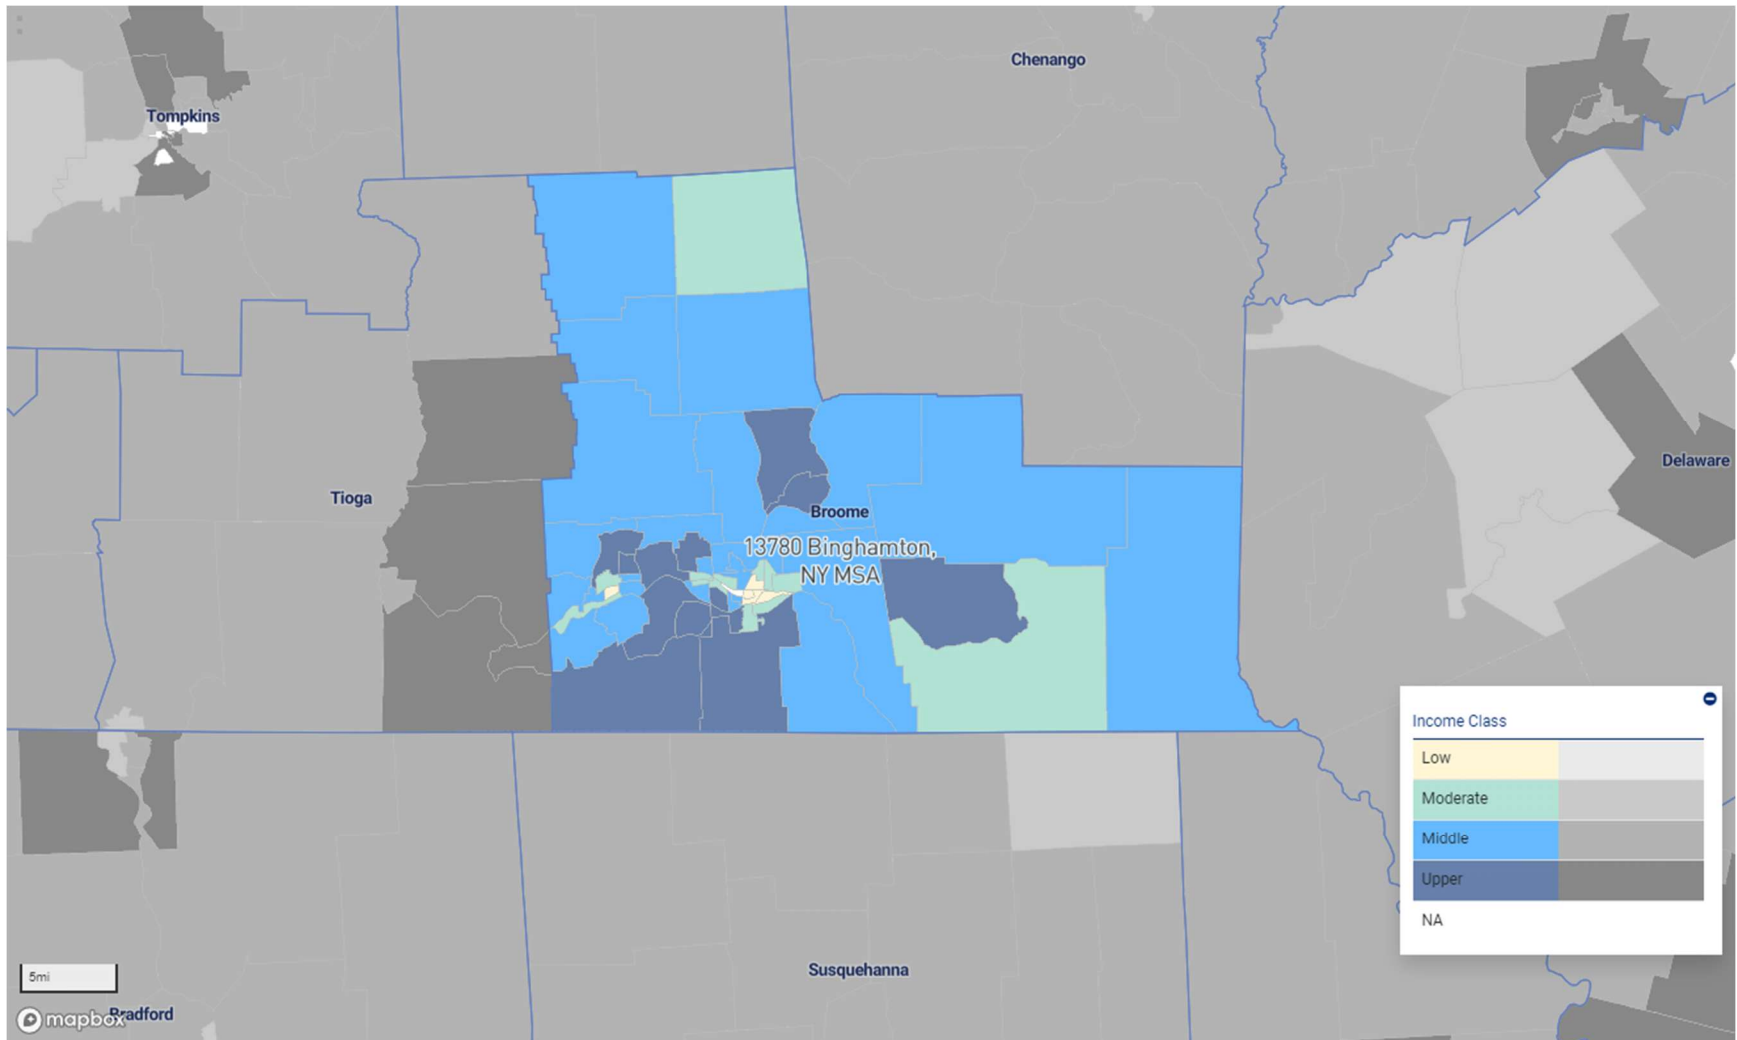 Chenango
Tompkins
Delaware
Tioga
Broome
13780 Binghamton,
NY MSA
Income Class
Low
Moderate
Middle
Upper
NA
Susquehanna
5mi
mapbox
Bradford